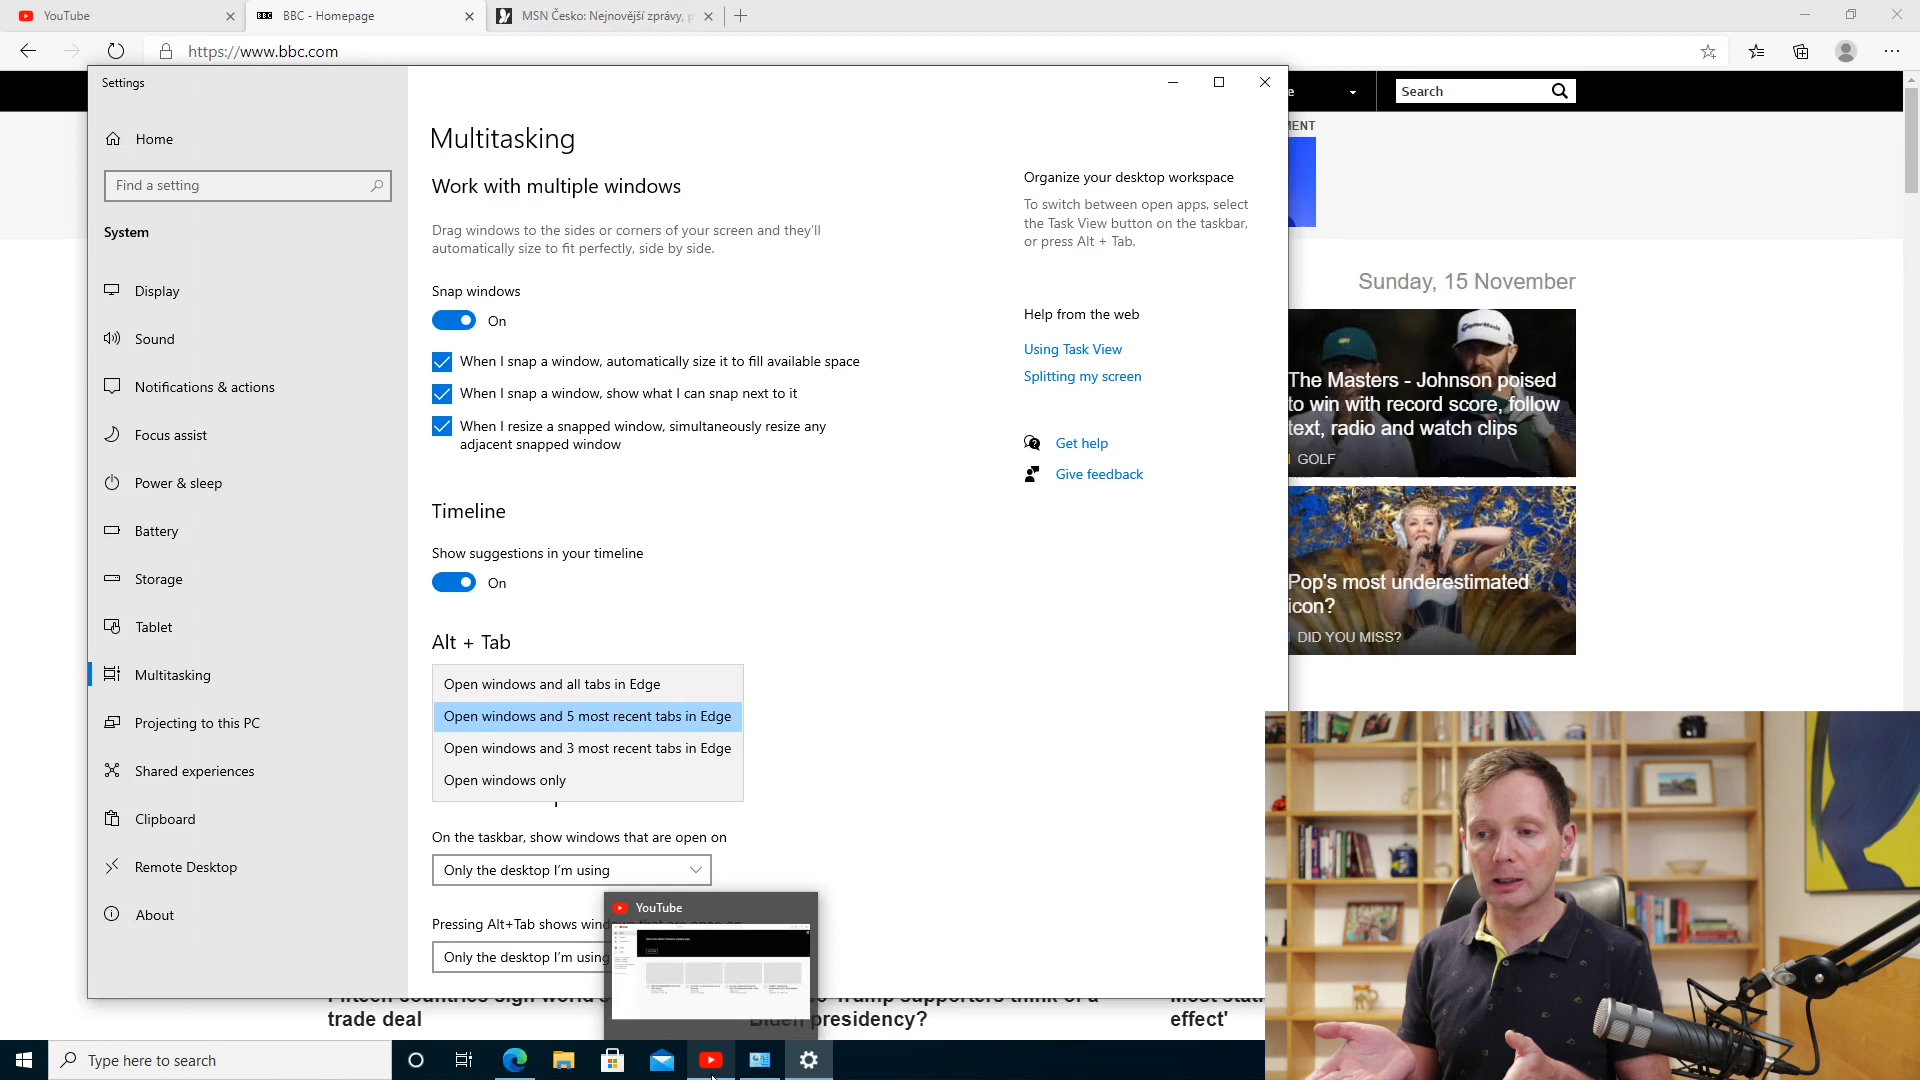 YouTube
BBC - Homepage
MSN Česko: Nejnovější zprávy, p
https://www.bbc.com
Settings
Home
Find a setting
System
Display
Sound
Notifications & actions
Focus assist
Power & sleep
Battery
Storage
Tablet
Multitasking
Projecting to this PC
Shared experiences
Clipboard
Remote Desktop
About
Multitasking
Work with multiple windows
Drag windows to the sides or corners of your screen and they'll
automatically size to fit perfectly, side by side.
Snap windows
On
When I snap a window, automatically size it to fill available space
When I snap a window, show what I can snap next to it
When I resize a snapped window, simultaneously resize any
adjacent snapped window
Timeline
Show suggestions in your timeline
On
Alt + Tab
Open windows and all tabs in Edge
Open windows and 5 most recent tabs in Edge
Open windows and 3 most recent tabs in Edge
Open windows only
On the taskbar, show windows that are open on
Only the desktop I'm using
Pressing Alt+Tab shows wind
Only the desktop I'm using
Organize your desktop workspace
To switch between open apps, select
the Task View button on the taskbar,
or press Alt + Tab.
Help from the web
Using Task View
Splitting my screen
Get help
Give feedback
e
Search
MENT
Sunday, 15 November
The Masters - Johnson poised
to win with record score, follow
text, radio and watch clips
GOLF
Pop's most underestimated
icon?
DID YOU MISS?
YouTube
Fifteen countries sign world's
trade deal
Trump supporters think of a
Biden presidency?
effect'
Type here to search